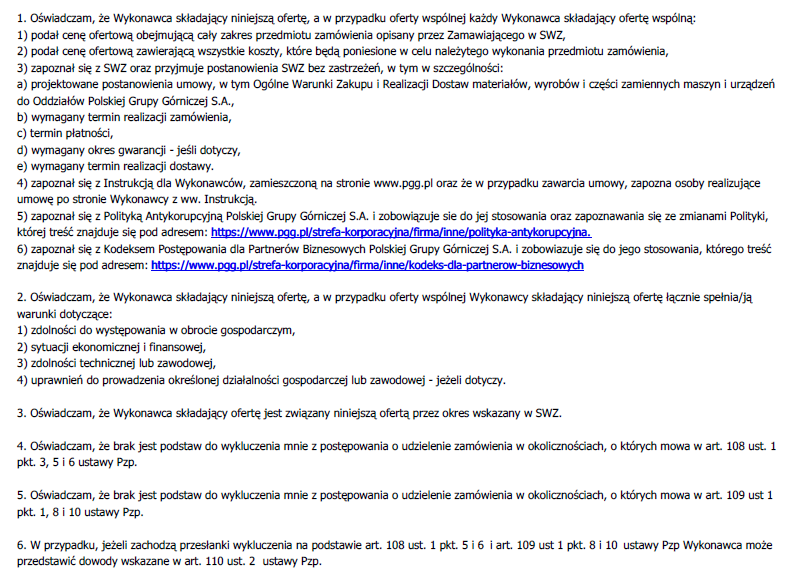 1. Oświadczam, że Wykonawca składający niniejszą ofertę, a w przypadku oferty wspólnej każdy Wykonawca składający ofertę wspólną:
1) podał cenę ofertową obejmującą cały zakres przedmiotu zamówienia opisany przez Zamawiającego w SWZ,
2) podał cenę ofertową zawierającą wszystkie koszty, które będą poniesione w celu należytego wykonania przedmiotu zamówienia,
3) zapoznał się z SWZ oraz przyjmuje postanowienia SWZ bez zastrzeżeń, w tym w szczególności:
a) projektowane postanowienia umowy, w tym Ogólne Warunki Zakupu i Realizacji Dostaw materiałów, wyrobów i części zamiennych maszyn i urządzeń
do Oddziałów Polskiej Grupy Górniczej S.A.,
b) wymagany termin realizacji zamówienia,
c) termin płatności,
d) wymagany okres gwarancji - jeśli dotyczy,
e) wymagany termin realizacji dostawy.
4) zapoznał się z Instrukcją dla Wykonawców, zamieszczoną na stronie www.pgg.pl oraz że w przypadku zawarcia umowy, zapozna osoby realizujące
umowę po stronie Wykonawcy z ww. Instrukcją.
5) zapoznał się z Polityką Antykorupcyjną Polskiej Grupy Górniczej S.A. i zobowiązuje sie do jej stosowania oraz zapoznawania się ze zmianami Polityki,
której treść znajduje się pod adresem: https://www.pgg.pl/strefa-korporacyjna/firma/inne/polityka-antykorupcyjna.
6) zapoznał się z Kodeksem Postępowania dla Partnerów Biznesowych Polskiej Grupy Górniczej S.A. i zobowiazuje się do jego stosowania, którego treść
znajduje się pod adresem: https://www.pgg.pl/strefa-korporacyjna/firma/inne/kodeks-dla-partnerow-biznesowych
2. Oświadczam, że Wykonawca składający niniejszą ofertę, a w przypadku oferty wspólnej Wykonawcy składający niniejszą ofertę łącznie spełnia/ją
warunki dotyczące:
1) zdolności do występowania w obrocie gospodarczym,
2) sytuacji ekonomicznej i finansowej,
3) zdolności technicznej lub zawodowej,
4) uprawnień do prowadzenia określonej działalności gospodarczej lub zawodowej - jeżeli dotyczy.
3. Oświadczam, że Wykonawca składający ofertę jest związany niniejszą ofertą przez okres wskazany w SWZ.
4. Oświadczam, że brak jest podstaw do wykluczenia mnie z postępowania o udzielenie zamówienia w okolicznościach, o których mowa w art. 108 ust. 1
pkt. 3, 5 i 6 ustawy Pzp.
5. Oświadczam, że brak jest podstaw do wykluczenia mnie z postępowania o udzielenie zamówienia w okolicznościach, o których mowa w art. 109 ust 1
pkt. 1, 8 i 10 ustawy Pzp.
6. W przypadku, jeżeli zachodzą przesłanki wykluczenia na podstawie art. 108 ust. 1 pkt. 5 i 6 i art. 109 ust 1 pkt. 8 i 10 ustawy Pzp Wykonawca może
przedstawić dowody wskazane w art. 110 ust. 2 ustawy Pzp.